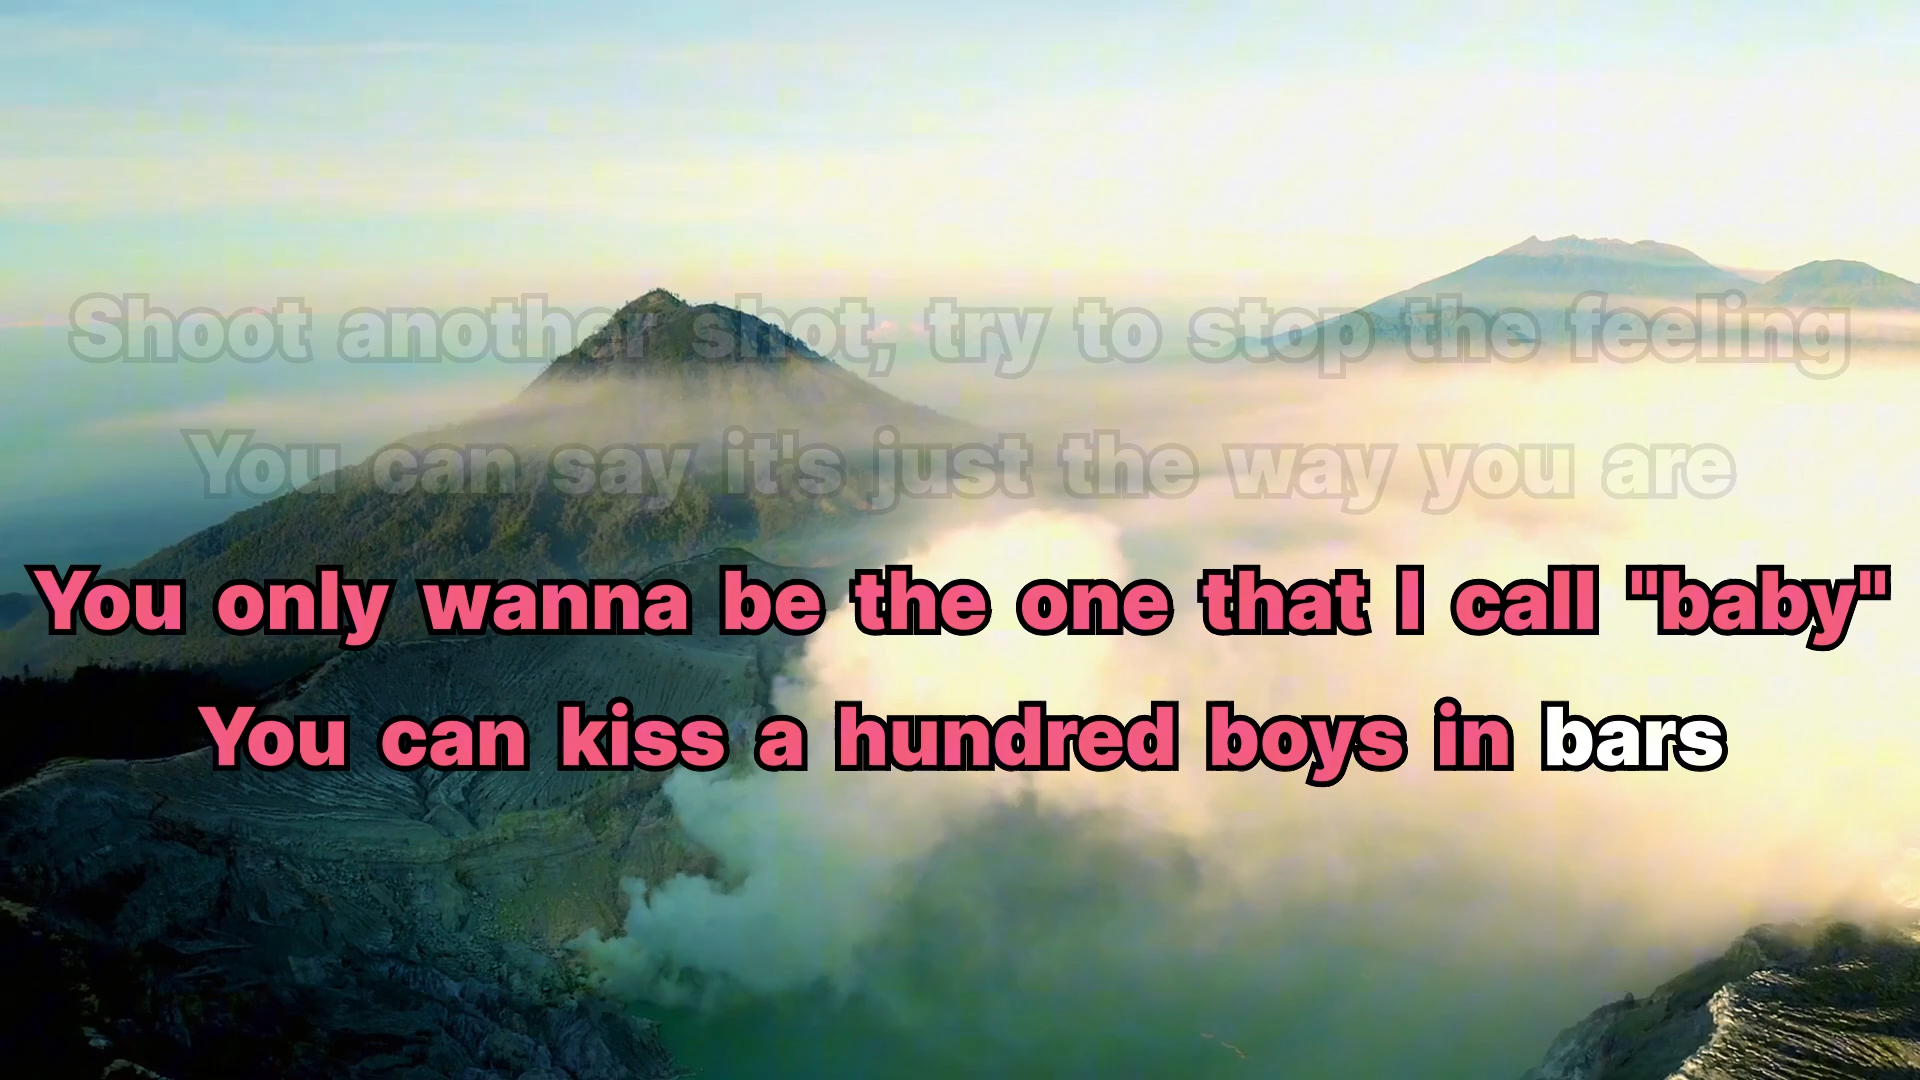 Shoot another shot, try to stop the feeling
You can say it's just the way you are
You only wanna be the one that I call "baby"
You can kiss a hundred boys in bars